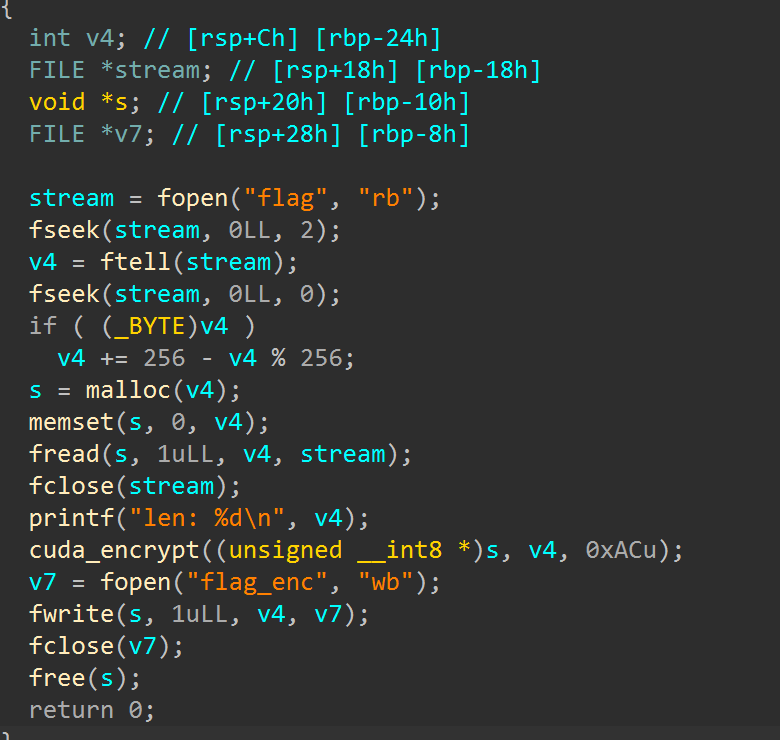 {
int v4; // [rsp+Ch] [rbp-24h]
FILE *stream; // [rsp+18h] [rbp-18h]
void *s; // [rsp+20h] [rbp-10h]
FILE *v7; // [rsp+28h] [rbp-8h]
stream = fopen("flag", "rb");
fseek(stream, 0LL, 2);
v4 = ftell(stream);
fseek(stream, 0LL, 0);
if ( (_BYTE)v4 )
v4 += 256 - v4 % 256;
s = malloc(v4);
memset(s, 0, v4);
fread(s, 1uLL, v4, stream);
fclose(stream);
printf("len: %d\n", v4);
cuda_encrypt((unsigned __int8 *)s, v4, 0xACu);
v7 = fopen("flag_enc", "wb");
fwrite(s, 1uLL, v4, v7);
fclose(v7);
free(s);
return 0;
}